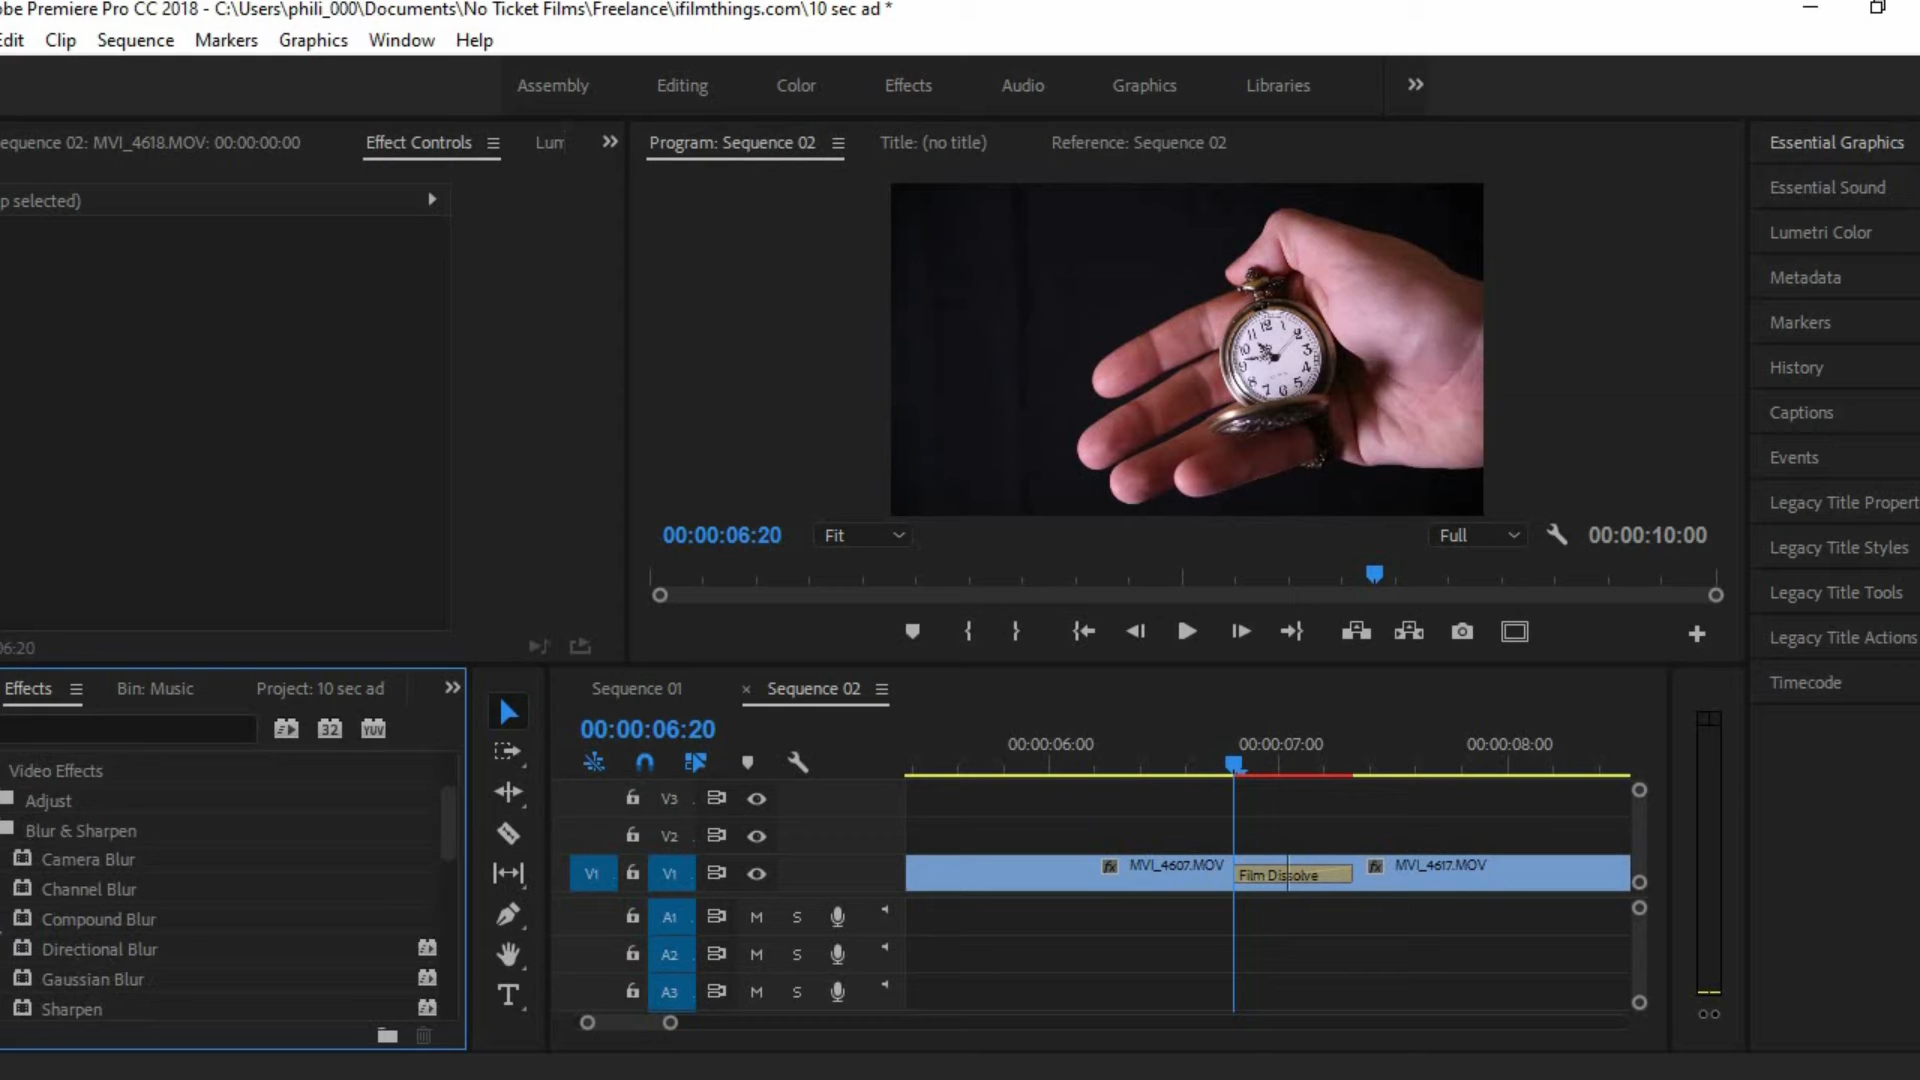 obe Premiere Pro CC 2018 - C:\Users\phili_000\Documents\No Ticket Films\Freelance\ifilmthings.com\10 sec ad *
Edit Clip Sequence Markers Graphics Window Help
Assembly Editing Color Effects Audio Graphics Libraries
equence 02: MVI_4618.MOV: 00:00:00:00 Effect Controls Lum Program: Sequence 02 Title: (no title) Reference: Sequence 02 Essential Graphics
Essential Sound
p selected)
Lumetri Color
Metadata
Markers
History
Captions
Events
Legacy Title Propert
00:00:06:20 Fit Full 00:00:10:00
Legacy Title Styles
Legacy Title Tools
Legacy Title Actions
06:20
Timecode
Effects Bin: Music Project: 10 sec ad Sequence 01 × Sequence 02
32 YUV 00:00:06:20
00:00:06:00 00:00:07:00 00:00:08:00
Video Effects
Adjust V3
Blur & Sharpen V2
Camera Blur V1 V1 MVI_4607.MOV Film Dissolve MVI_4617.MOV
Channel Blur
Compound Blur A1 M S
Directional Blur A2 M S
Gaussian Blur A3 M S
Sharpen